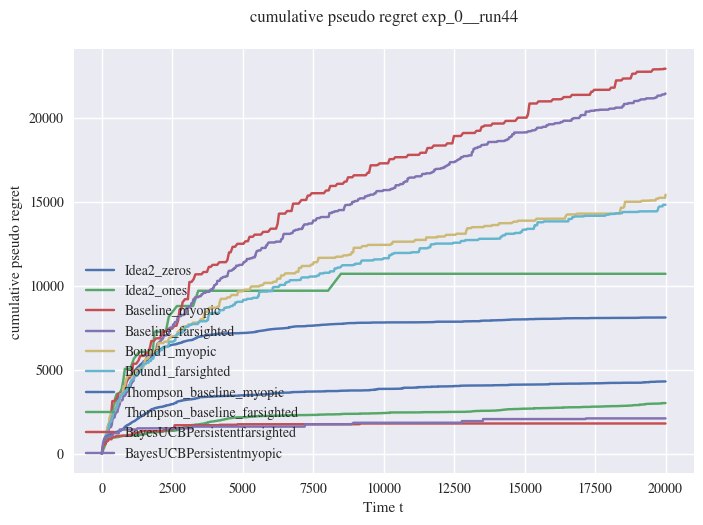 cumulative pseudo regret exp_0__run44
cumulative pseudo regret
20000
15000
10000
5000
0
Idea2_zeros
Idea2_ones
Baseline_myopic
Baseline_farsighted
Bound1_myopic
Bound1_farsighted
Thompson_baseline_myopic
Thompson_baseline_farsighted
BayesUCBPersistentfarsighted
BayesUCBPersistentmyopic
0 2500 5000 7500 10000 12500 15000 17500 20000
Time t